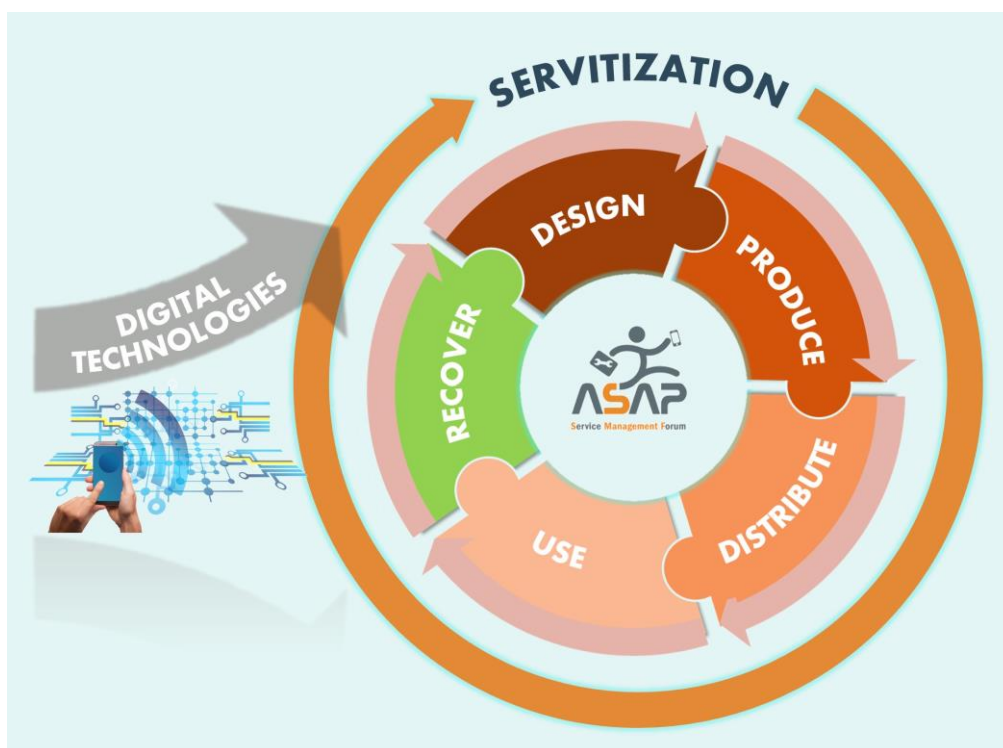 SERVITIZATION
DESIGN
PRODUCE
DISTRIBUTE
USE
RECOVER
DIGITAL
TECHNOLOGIES
ASAP
Service Management Forum